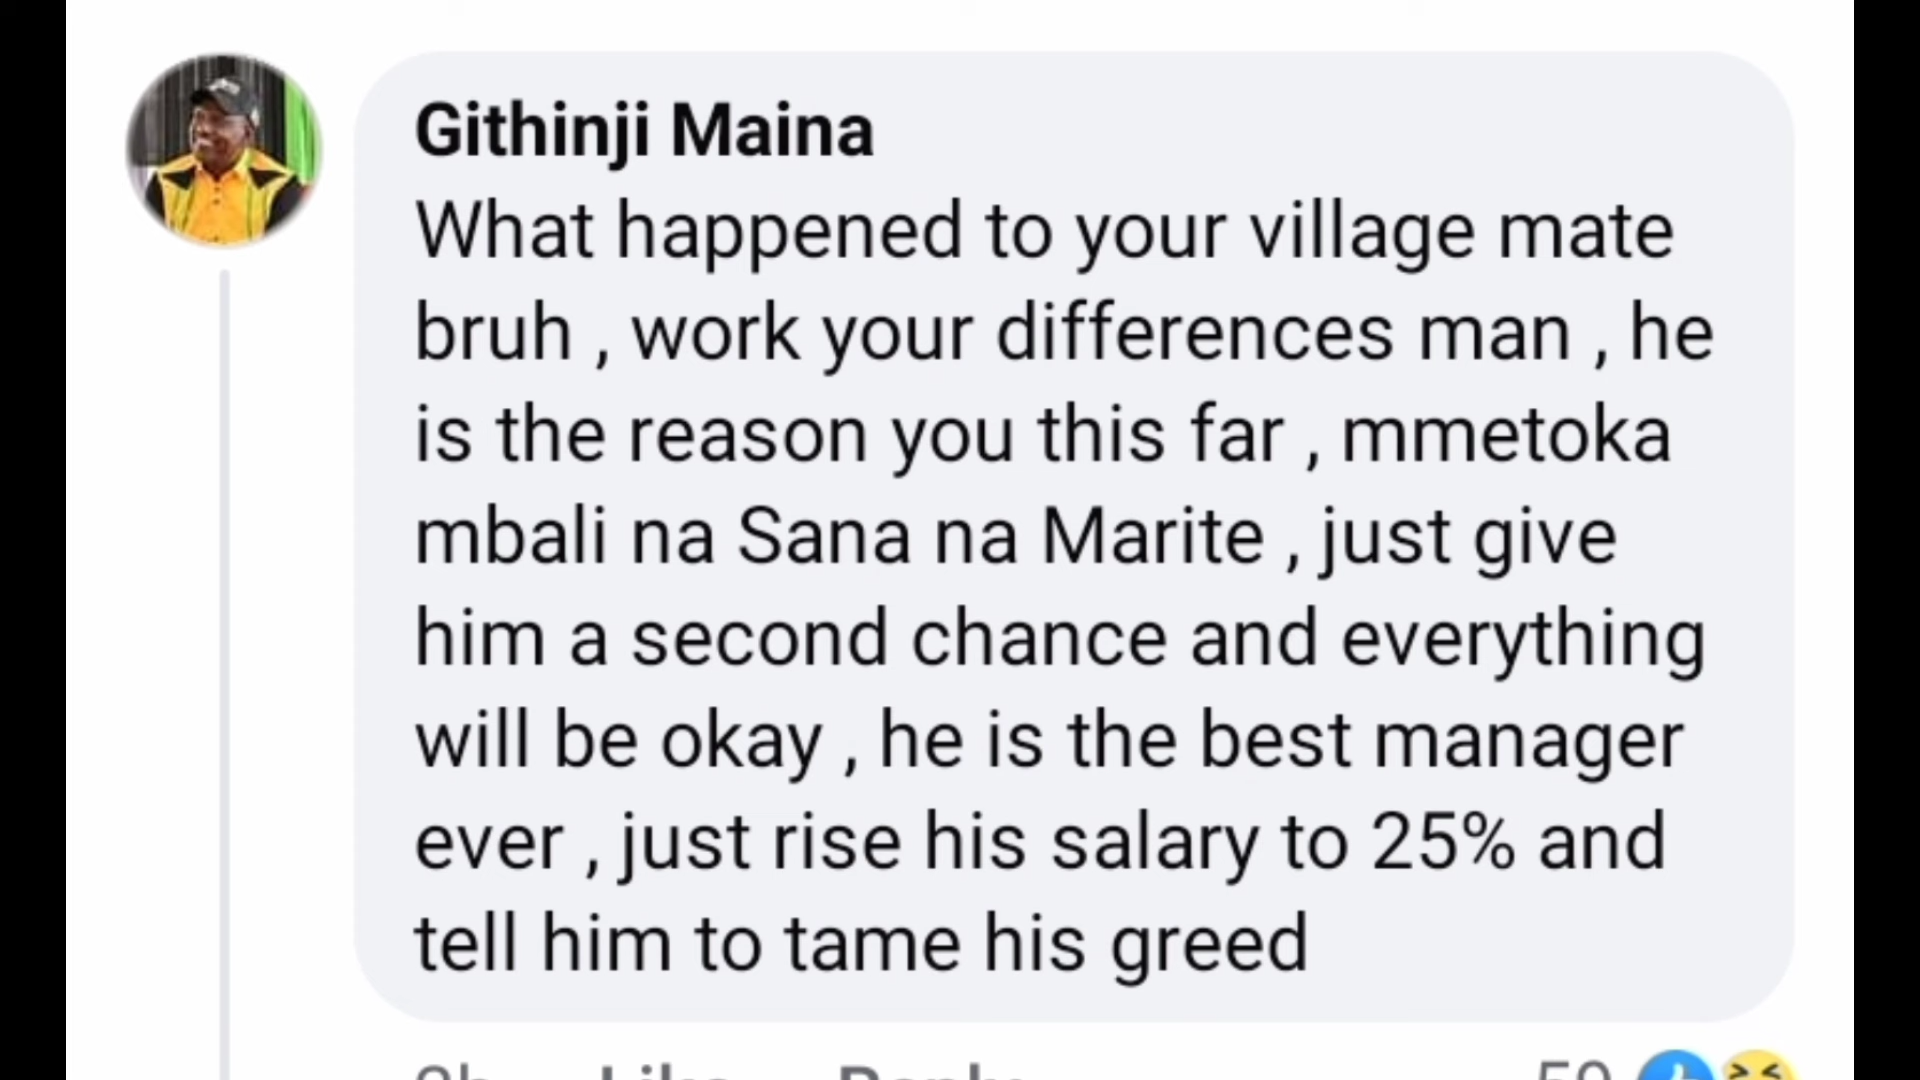 Githinji Maina
What happened to your village mate
bruh , work your differences man , he
is the reason you this far , mmetoka
mbali na Sana na Marite , just give
him a second chance and everything
will be okay , he is the best manager
ever , just rise his salary to 25% and
tell him to tame his greed
Like Reply